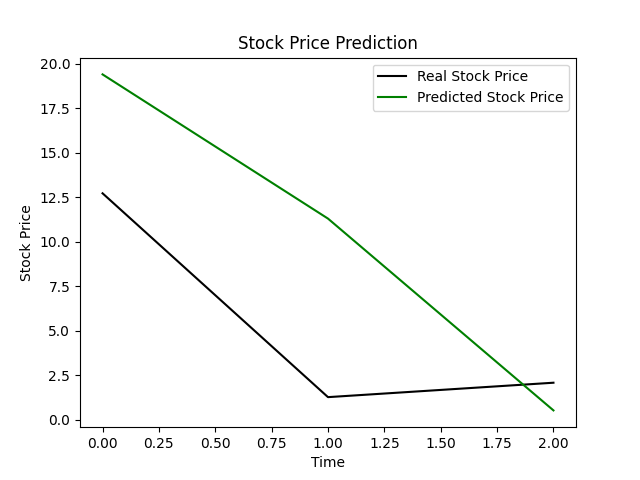 Stock Price Prediction
Real Stock Price
Predicted Stock Price
Stock Price
20.0
17.5
15.0
12.5
10.0
7.5
5.0
2.5
0.0
0.00 0.25 0.50 0.75 1.00 1.25 1.50 1.75 2.00
Time